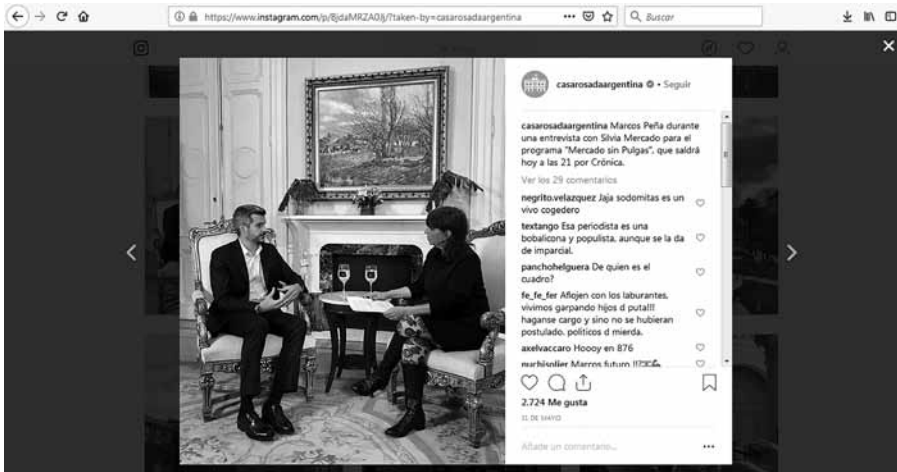 https://www.instagram.com/p/BjdaMRZA0Jj/?taken-by=casarosadaargentina
Buscar
casarosadaargentina • Seguir
casarosadaargentina Marcos Peña durante
una entrevista con Silvia Mercado para el
programa "Mercado sin Pulgas", que saldrá
hoy a las 21 por Crónica.
Ver los 29 comentarios
negrito.velazquez Jaja sodomitas es un
vivo cogedero
textango Esa periodista es una
bobalicona y populista, aunque se la da
de imparcial.
panchohelguera De quien es el
cuadro?
fe_fe_fer Aflojen con los laburantes,
vivimos garpando hijos d puta!!!
haganse cargo y sino no se hubieran
postulado. politicos d mierda.
axelvaccaro Hoooy en 876
Marcos futuro
2.724 Me gusta
31 DE MAYO
Añade un comentario...